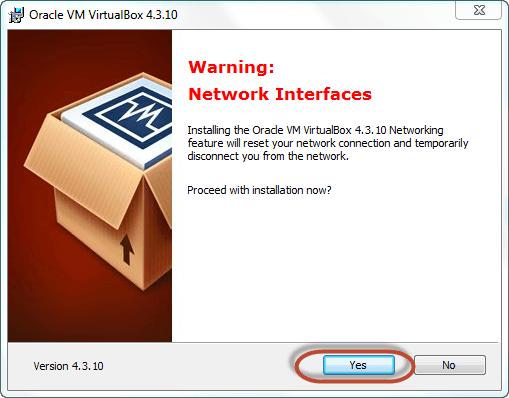 Oracle VM VirtualBox 4.3.10
Warning:
Network Interfaces
Installing the Oracle VM VirtualBox 4.3.10 Networking
feature will reset your network connection and temporarily
disconnect you from the network.
Proceed with installation now?
Version 4.3.10
Yes
No